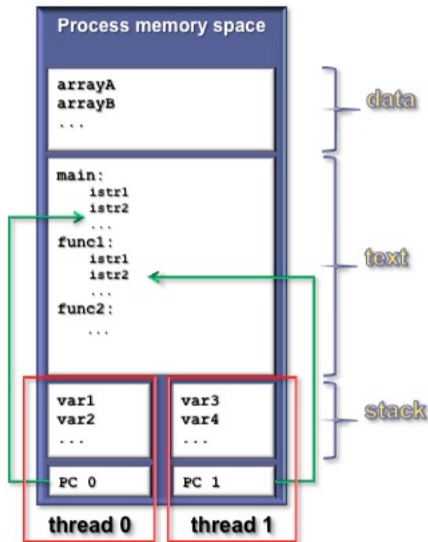 Process memory space
arrayA
arrayB
...
data
main:
istr1
istr2
...
func1:
istr1
istr2
...
func2:
...
text
var1
var2
...
var3
var4
...
stack
PC 0
PC 1
thread 0
thread 1